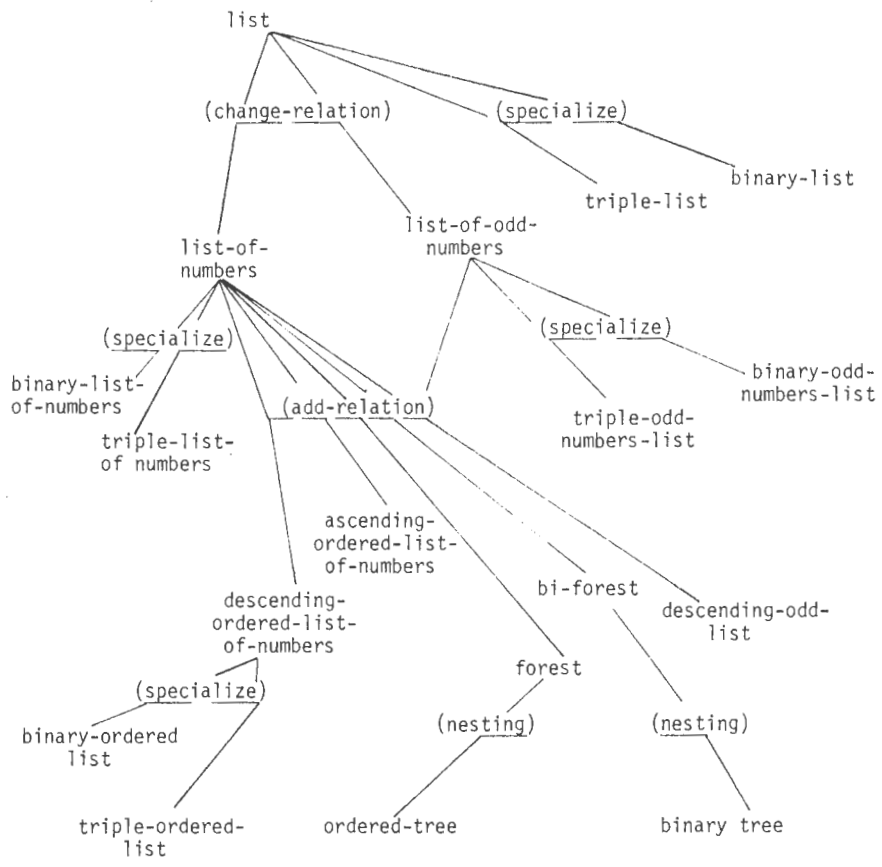 list
(change-relation)
(specialize)
binary-list
triple-list
list-of-odd-
numbers
list-of-
numbers
(specialize)
(specialize)
binary-list-
of-numbers
triple-list-
of numbers
(add-relation)
binary-odd-
numbers-list
triple-odd-
numbers-list
ascending-
ordered-list-
of-numbers
bi-forest
descending-
ordered-list-
of-numbers
descending-odd-
list
forest
(specialize)
(nesting)
(nesting)
binary-ordered
list
triple-ordered-
list
ordered-tree
binary tree